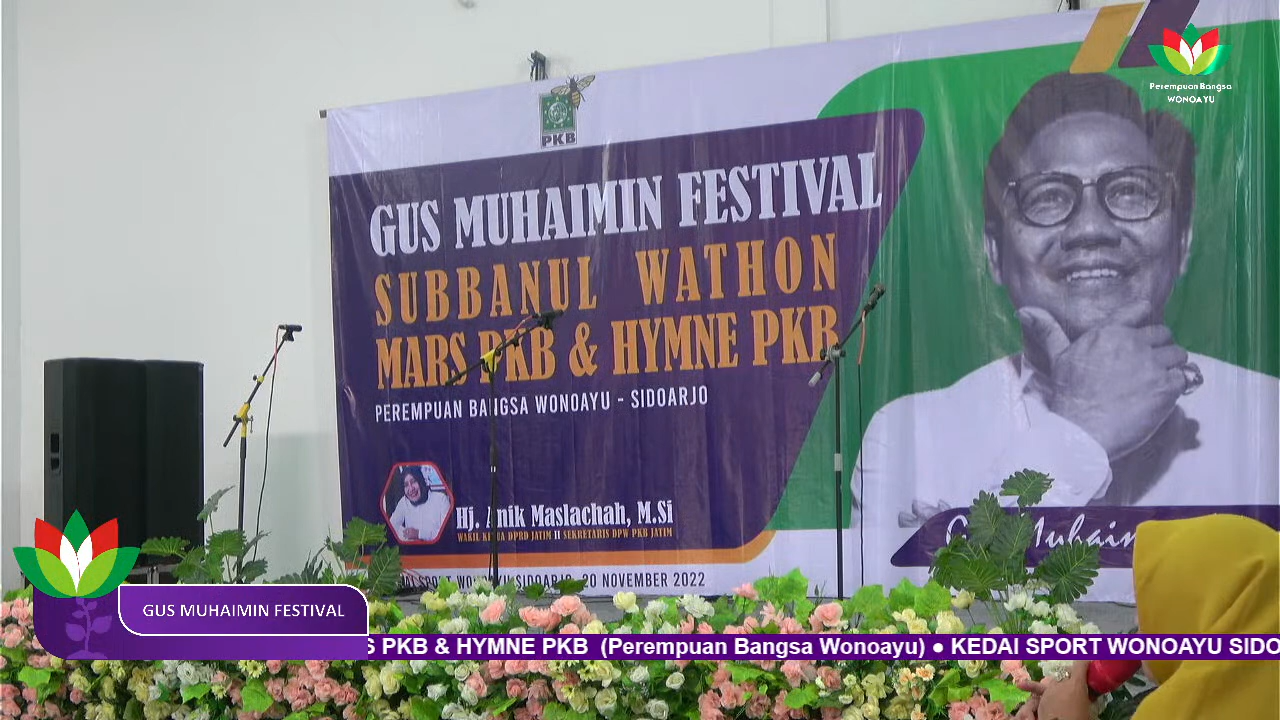 Perempuan Bangsa
WONOAYU
PKB
GUS MUHAIMIN FESTIVAL
SUBBANUL WATHON
MARS PKB & HYMNE PKB
PEREMPUAN BANGSA WONOAYU - SIDOARJO
Hj. Anik Maslachah, M.Si
WAKIL KETUA DPRD JATIM II SEKRETARIS DPW PKB JATIM
SPORT WONOAYU SIDOARJO, 20 NOVEMBER 2022
GUS MUHAIMIN FESTIVAL
PKB & HYMNE PKB (Perempuan Bangsa Wonoayu) ● KEDAI SPORT WONOAYU SIDO